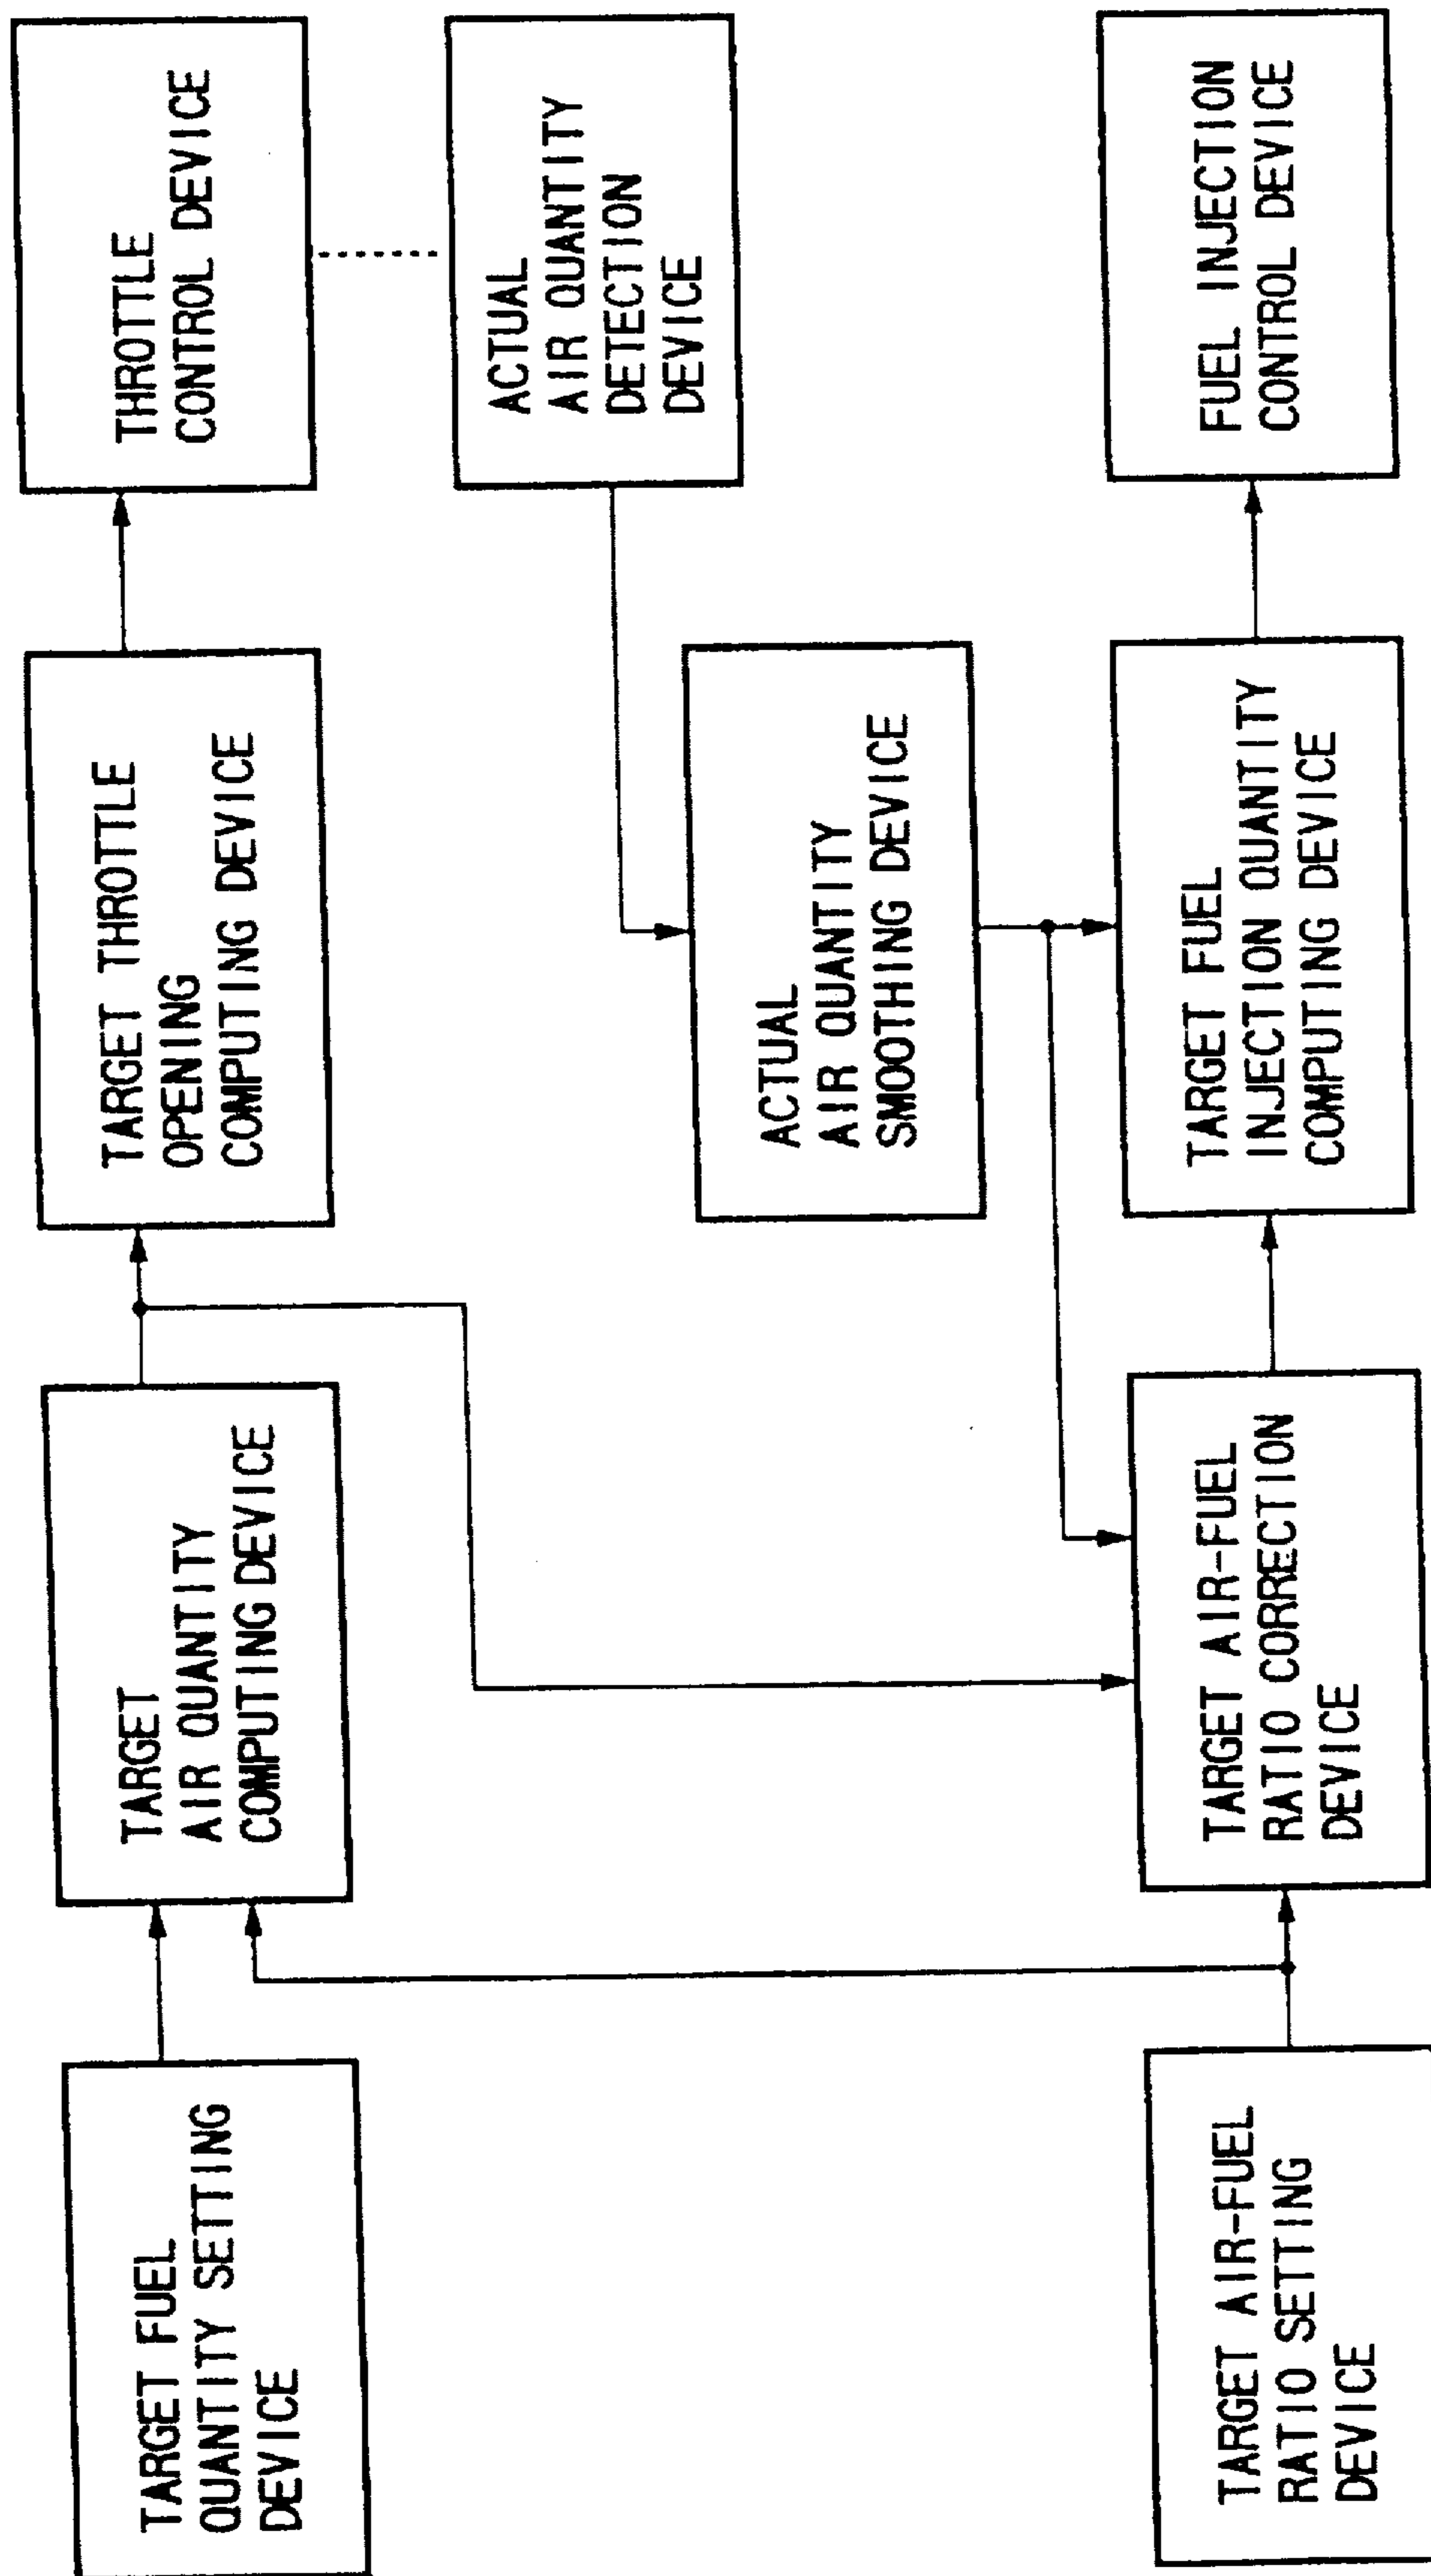 TARGET FUEL
QUANTITY SETTING
DEVICE
TARGET
AIR QUANTITY
COMPUTING DEVICE
TARGET THROTTLE
OPENING
COMPUTING DEVICE
THROTTLE
CONTROL DEVICE
ACTUAL
AIR QUANTITY
DETECTION
DEVICE
ACTUAL
AIR QUANTITY
SMOOTHING DEVICE
TARGET AIR-FUEL
RATIO SETTING
DEVICE
TARGET AIR-FUEL
RATIO CORRECTION
DEVICE
TARGET FUEL
INJECTION QUANTITY
COMPUTING DEVICE
FUEL INJECTION
CONTROL DEVICE